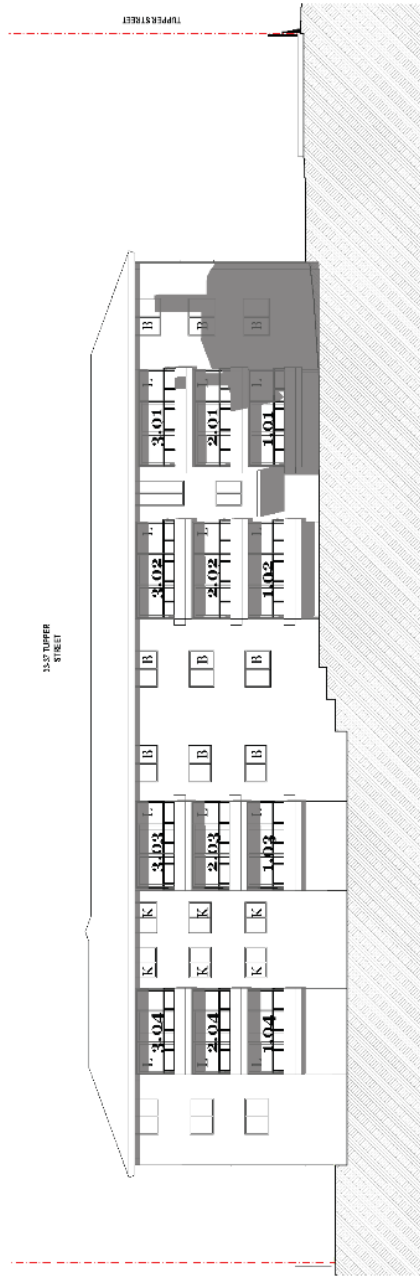 TUPPER STREET
33-37 TUPPER
STREET
L 3.04 K K 3.03 L B B 3.02 L 3.01 L B
L 2.04 K K 2.03 L B B 2.02 L 2.01 L B
L 1.04 K K 1.03 L B B 1.02 L 1.01 L B